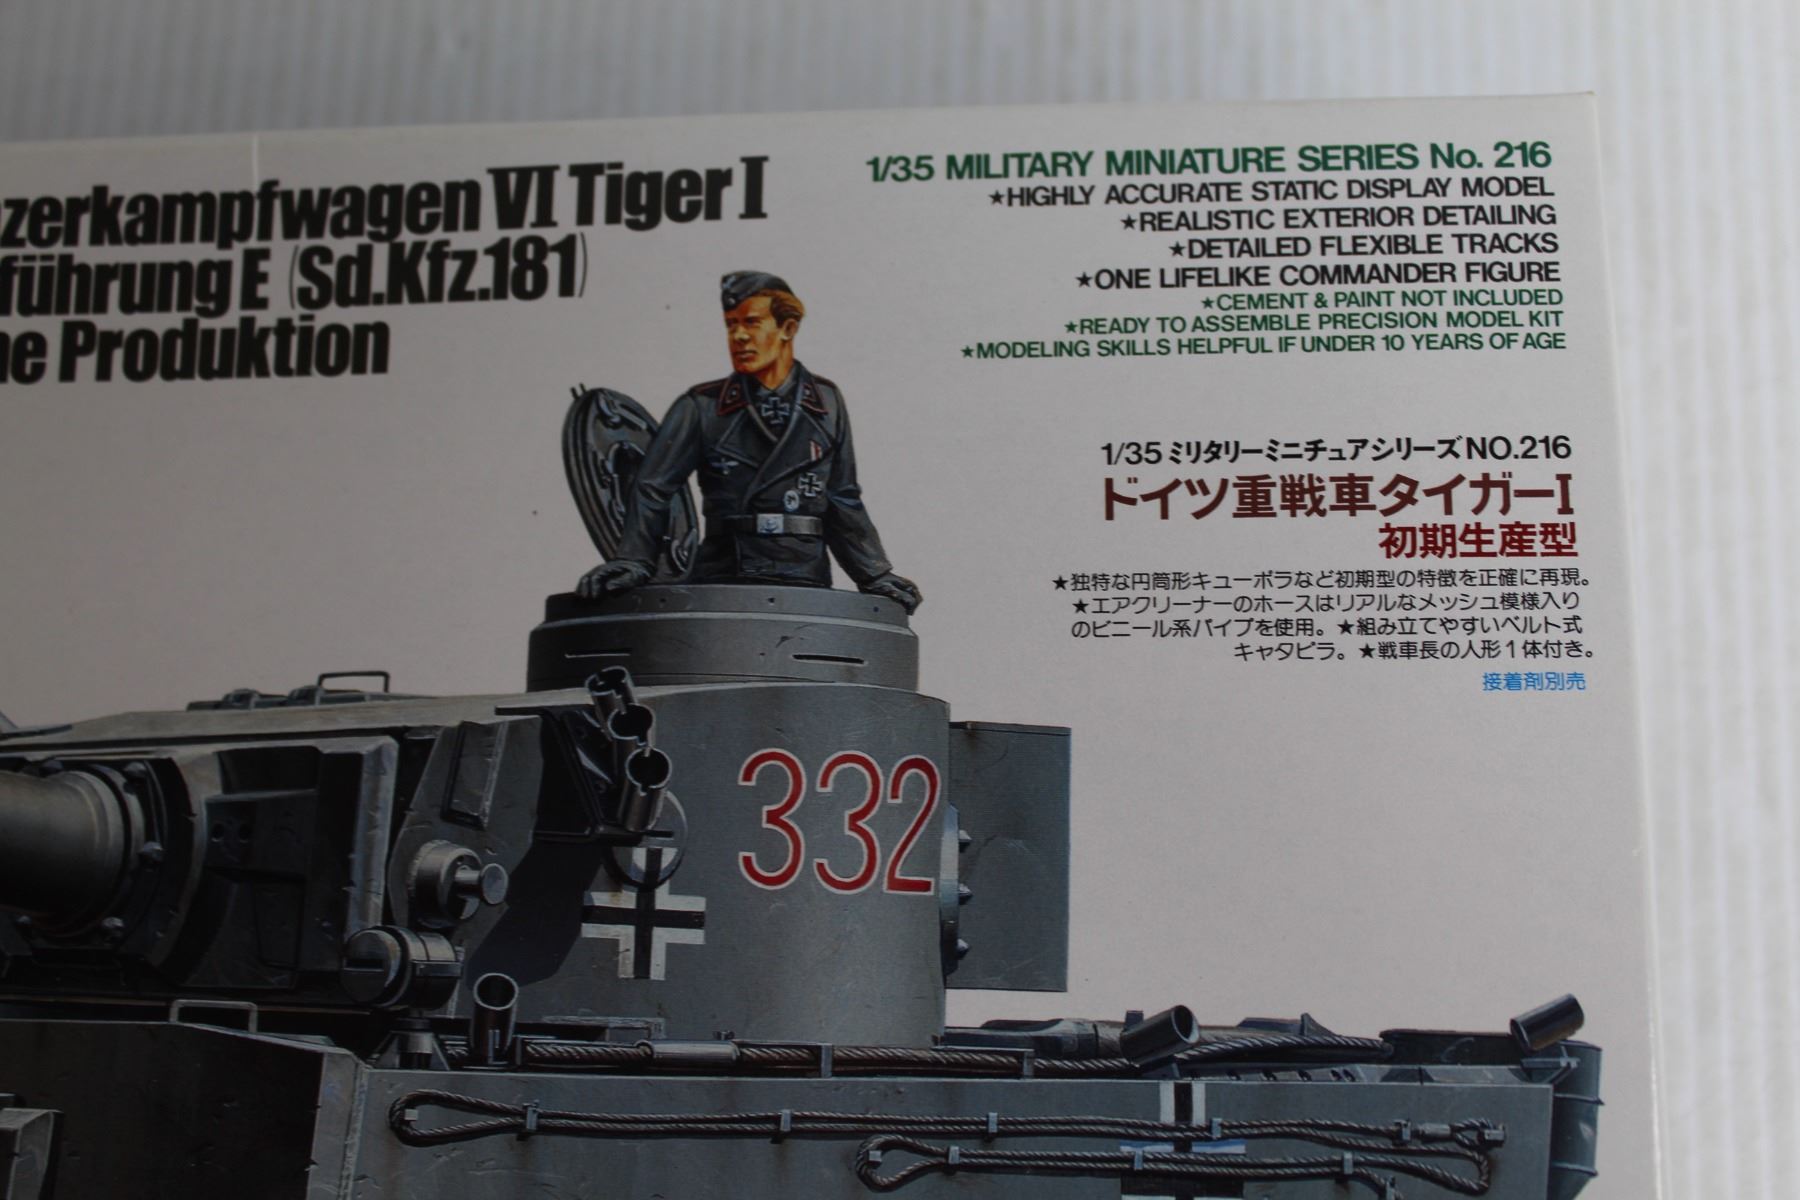 zerkampfwagen VI Tiger I
führung E (Sd.Kfz.181)
ne Produktion
1/35 MILITARY MINIATURE SERIES No. 216
★HIGHLY ACCURATE STATIC DISPLAY MODEL
★REALISTIC EXTERIOR DETAILING
★DETAILED FLEXIBLE TRACKS
★ONE LIFELIKE COMMANDER FIGURE
★CEMENT & PAINT NOT INCLUDED
★READY TO ASSEMBLE PRECISION MODEL KIT
★MODELING SKILLS HELPFUL IF UNDER 10 YEARS OF AGE
1/35 ミリタリーミニチュアシリーズNO.216
ドイツ重戦車タイガーI
初期生産型
★独特な円筒形キューポラなど初期型の特徴を正確に再現。
★エアクリーナーのホースはリアルなメッシュ模様入り
のビニール系パイプを使用。★組み立てやすいベルト式
キャタピラ。★戦車長の人形1体付き。
接着剤別売
332